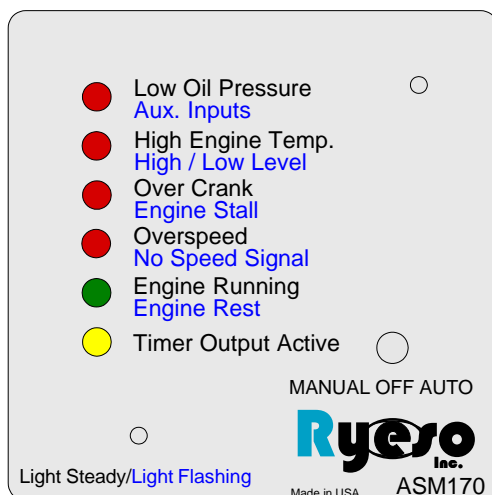 Low Oil Pressure
Aux. Inputs
High Engine Temp.
High / Low Level
Over Crank
Engine Stall
Overspeed
No Speed Signal
Engine Running
Engine Rest
Timer Output Active
MANUAL OFF AUTO
Ryeso
Inc.
Light Steady/Light Flashing
Made in USA
ASM170